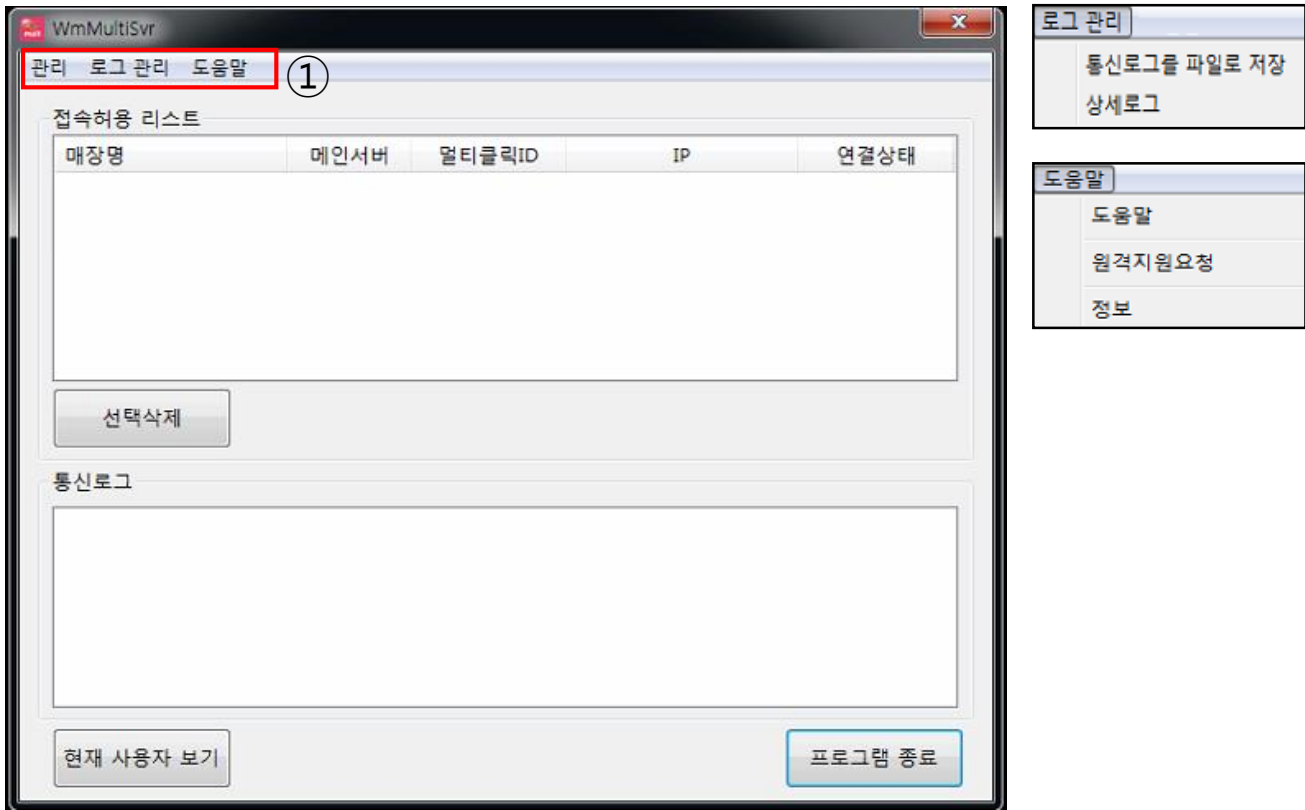 WmMultiSvr
관리 로그 관리 도움말
①
접속허용 리스트
매장명 메인서버 멀티클릭ID IP 연결상태
선택삭제
통신로그
현재 사용자 보기 프로그램 종료
로그 관리
통신로그를 파일로 저장
상세로그
도움말
도움말
원격지원요청
정보